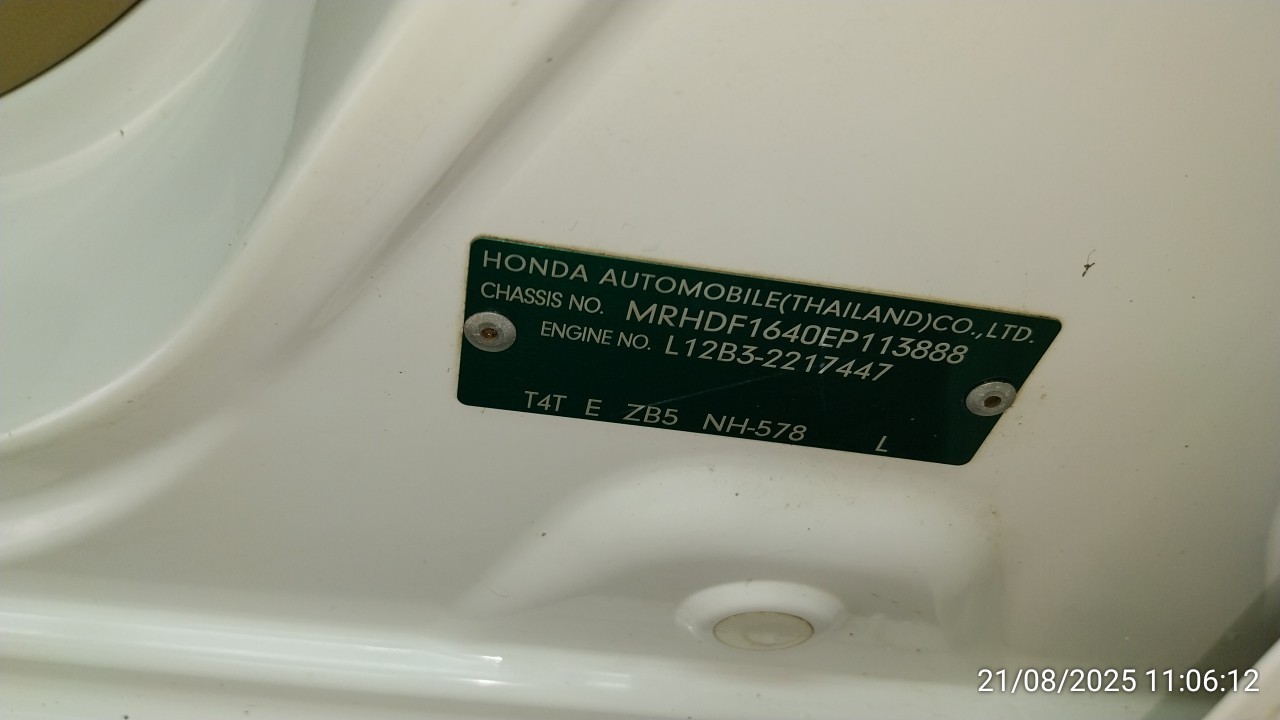 HONDA AUTOMOBILE(THAILAND)CO.,LTD.
CHASSIS NO. MRHDF1640EP113888
ENGINE NO. L12B3-2217447
T4T E ZB5 NH-578 L
21/08/2025 11:06:12